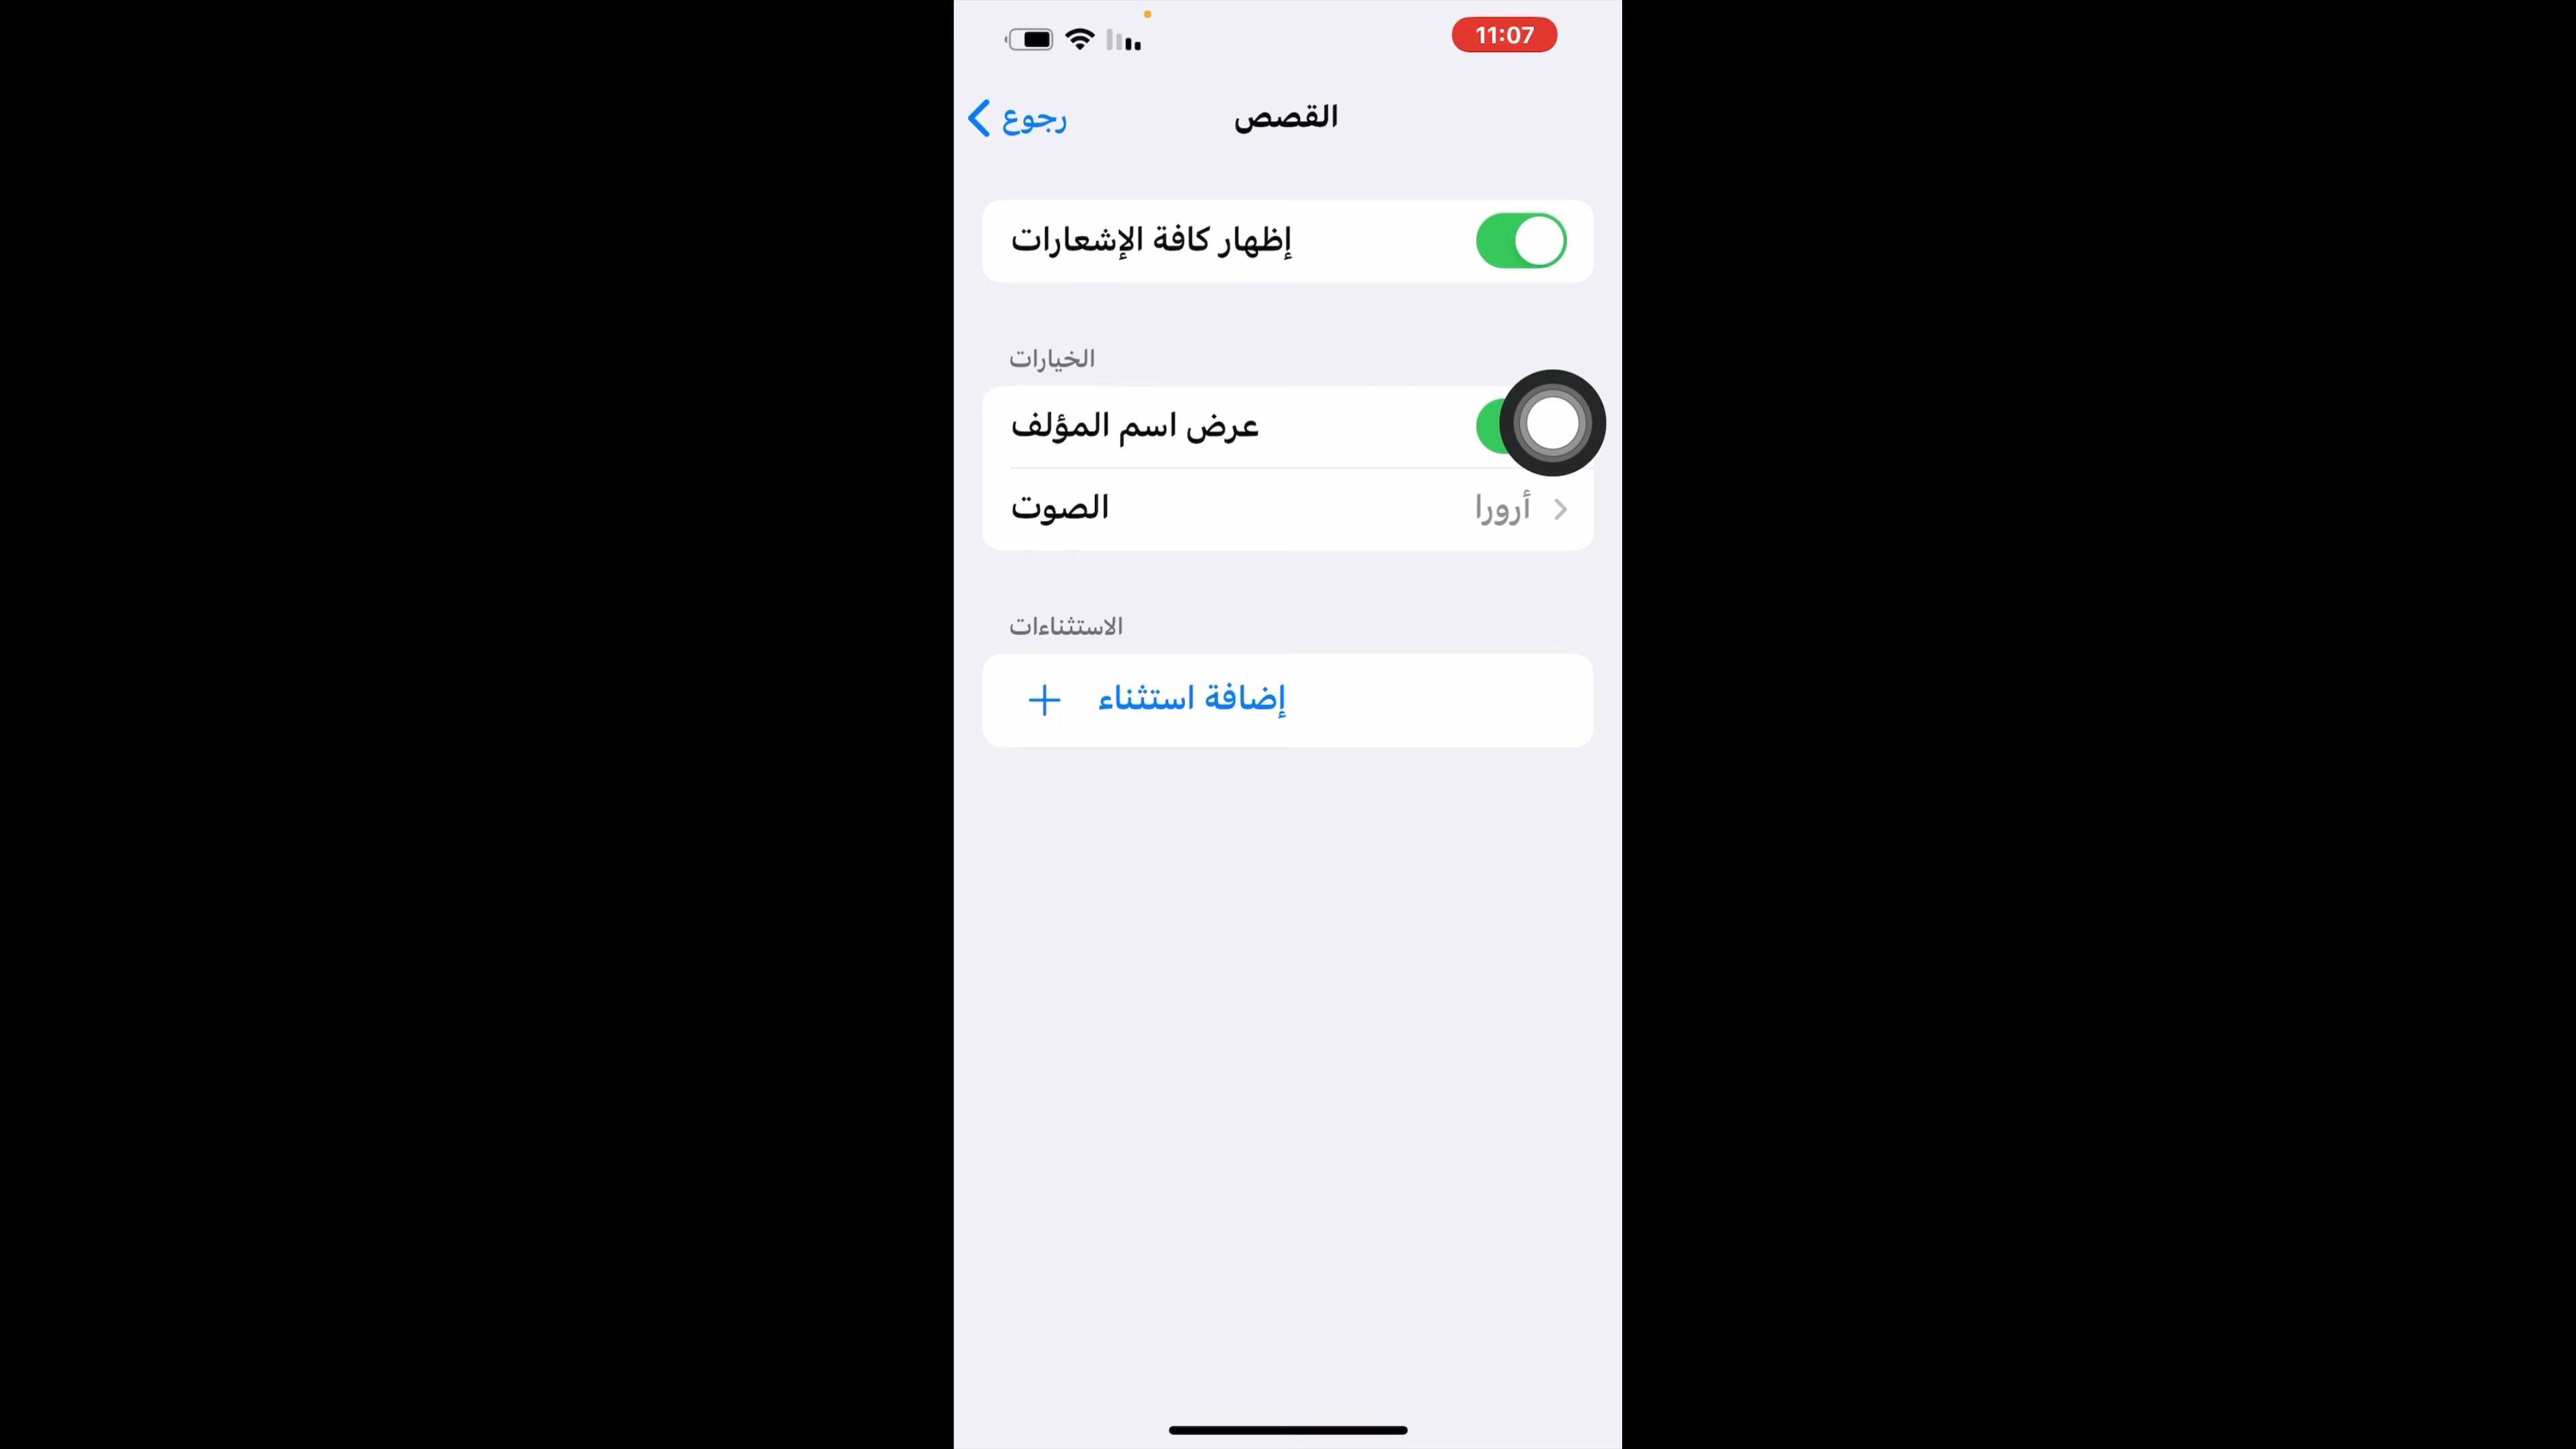 11:07
رجوع
القصص
إظهار كافة الإشعارات
الخيارات
عرض اسم المؤلف
الصوت
أرورا
الاستثناءات
إضافة استثناء